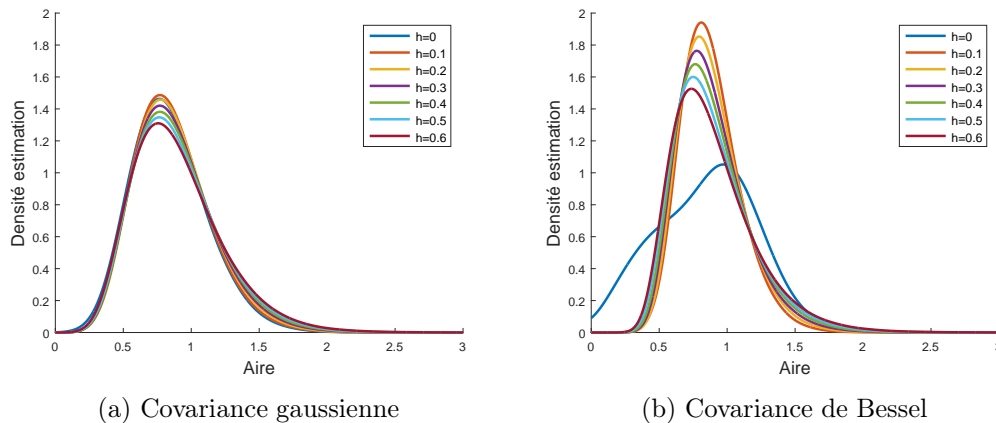 2
1.8
1.6
1.4
1.2
1
0.8
0.6
0.4
0.2
0
Densité estimation
0
0.5
1
1.5
2
2.5
3
Aire
h=0
h=0.1
h=0.2
h=0.3
h=0.4
h=0.5
h=0.6
(a) Covariance gaussienne
2
1.8
1.6
1.4
1.2
1
0.8
0.6
0.4
0.2
0
Densité estimation
0
0.5
1
1.5
2
2.5
3
Aire
h=0
h=0.1
h=0.2
h=0.3
h=0.4
h=0.5
h=0.6
(b) Covariance de Bessel